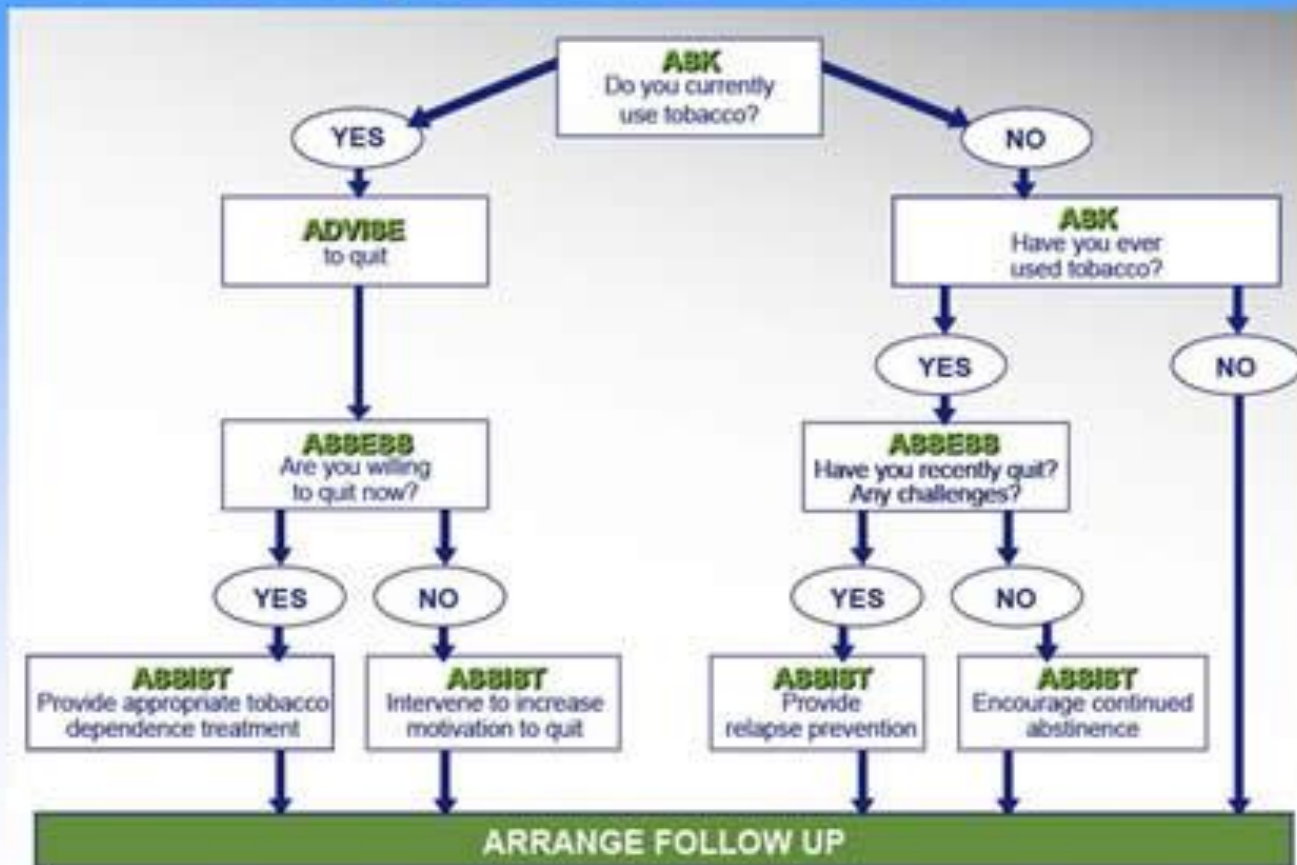 ASK
Do you currently
use tobacco?
YES
NO
ADVISE
to quit
ASK
Have you ever
used tobacco?
YES
NO
ASSESS
Are you willing
to quit now?
ASSESS
Have you recently quit?
Any challenges?
YES
NO
YES
NO
ASSIST
Provide appropriate tobacco
dependence treatment
ASSIST
Intervene to increase
motivation to quit
ASSIST
Provide
relapse prevention
ASSIST
Encourage continued
abstinence
ARRANGE FOLLOW UP